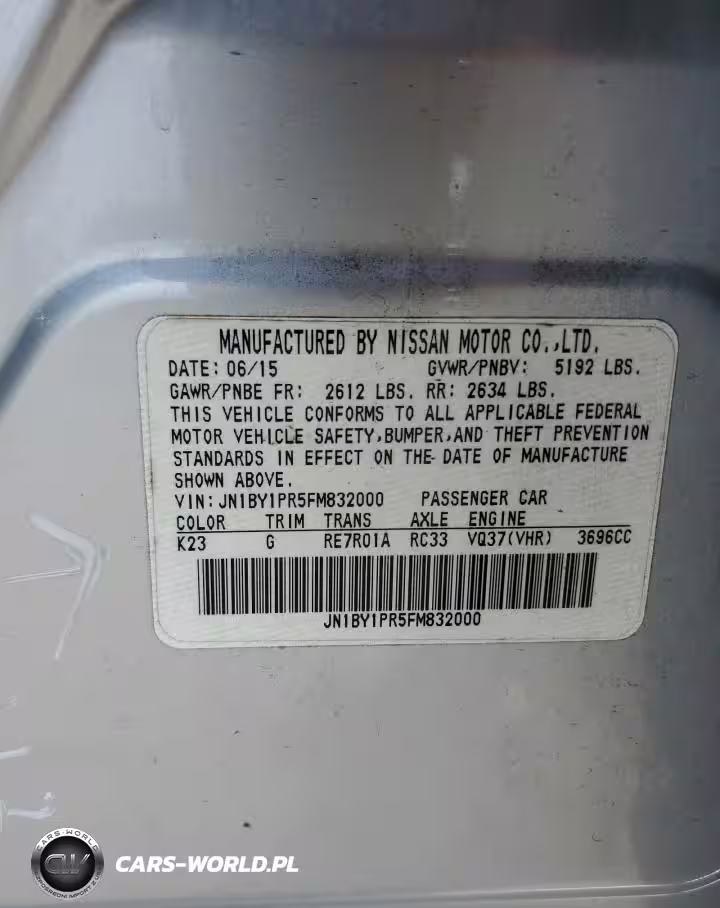 MANUFACTURED BY NISSAN MOTOR CO.,LTD.
DATE: 06/15 GVWR/PNBV: 5192 LBS.
GAWR/PNBE FR: 2612 LBS. RR: 2634 LBS.
THIS VEHICLE CONFORMS TO ALL APPLICABLE FEDERAL
MOTOR VEHICLE SAFETY,BUMPER,AND THEFT PREVENTION
STANDARDS IN EFFECT ON THE DATE OF MANUFACTURE
SHOWN ABOVE.
VIN: JN1BY1PR5FM832000 PASSENGER CAR
COLOR TRIM TRANS AXLE ENGINE
K23 G RE7R01A RC33 VQ37(VHR) 3696CC
JN1BY1PR5FM832000
CARS-WORLD
CW
CARS-WORLD.PL